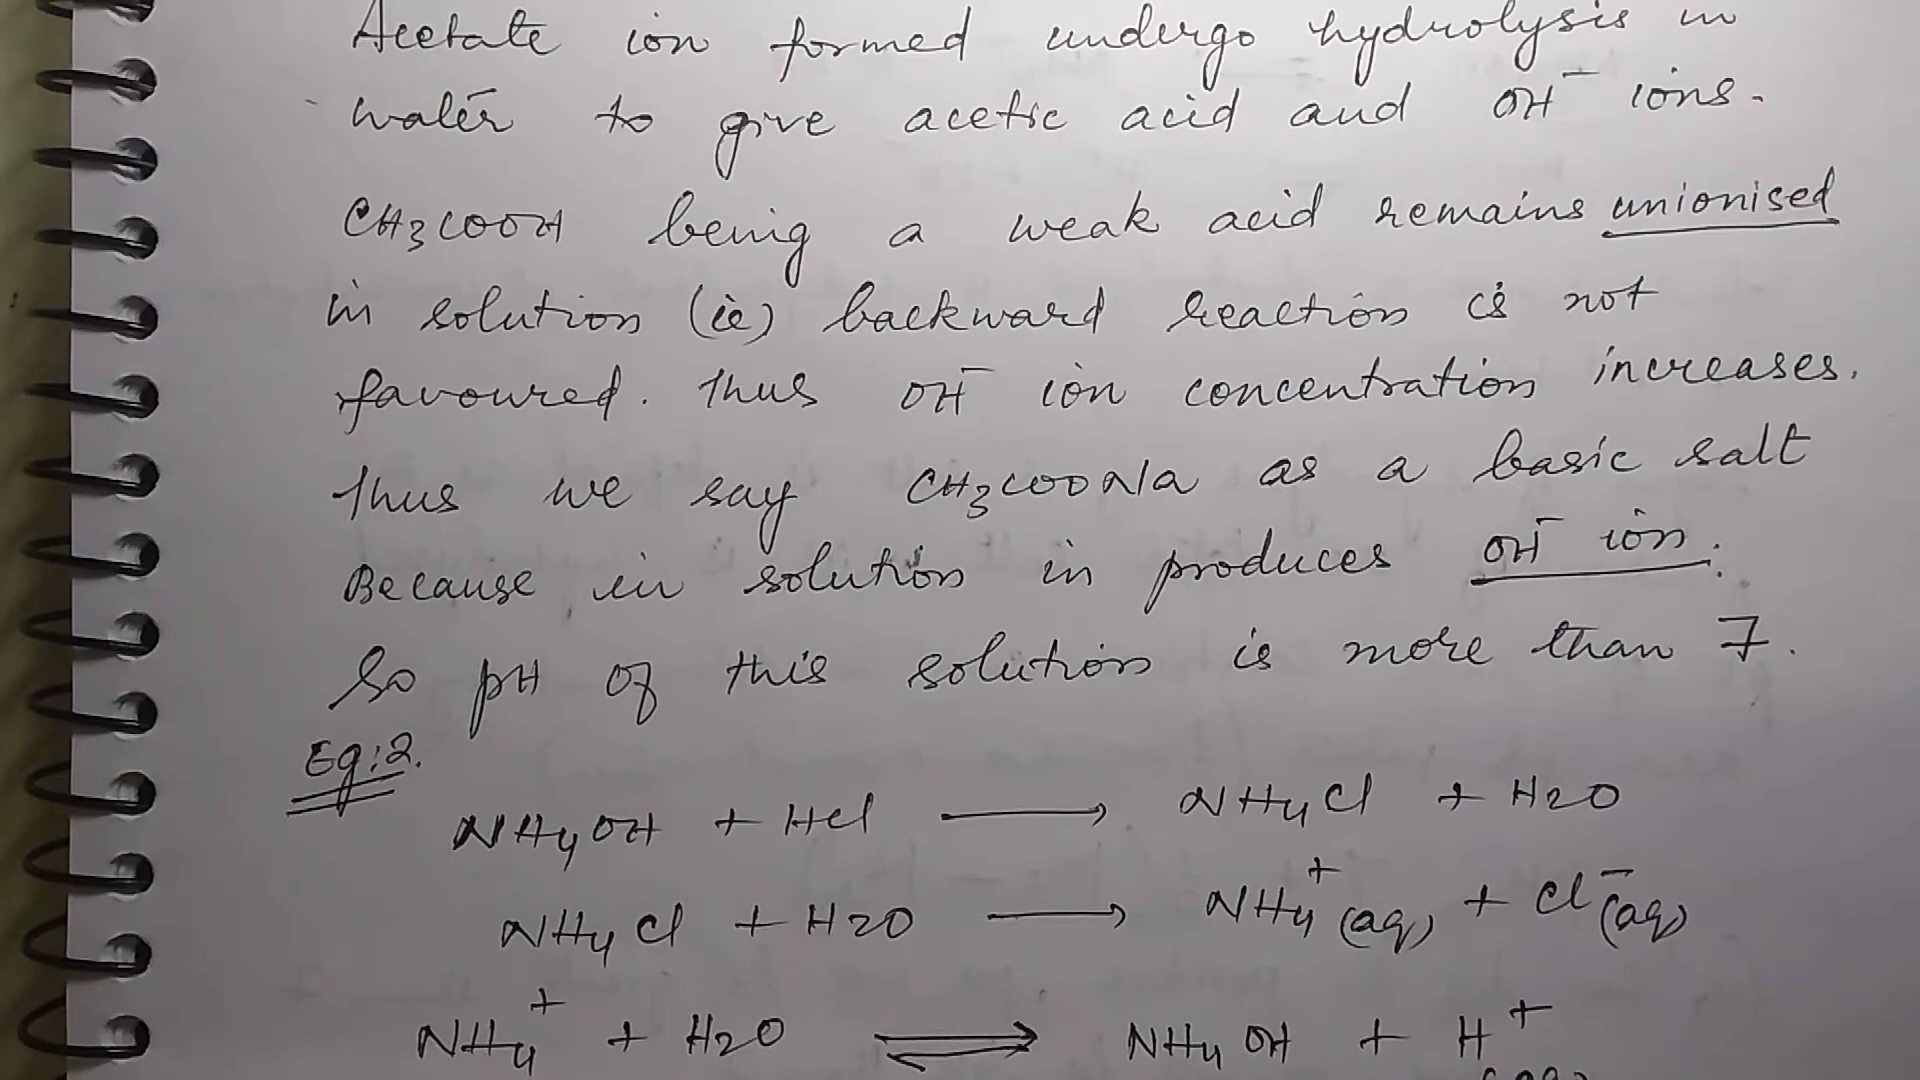 Acetate ion formed undergo hydrolysis in
water to give acetic acid and OH⁻ ions.
CH₃COOH being a weak acid remains unionised
in solution (ie) backward reaction is not
favoured. Thus OH⁻ ion concentration increases.
Thus we say CH₃COONa as a basic salt
Because in solution in produces OH⁻ ion.
So pH of this solution is more than 7.
Eg:2.
NH₄OH + HCl ⟶ NH₄Cl + H₂O
NH₄Cl + H₂O ⟶ NH₄⁺(aq) + Cl⁻(aq)
NH₄⁺ + H₂O ⇌ NH₄OH + H⁺